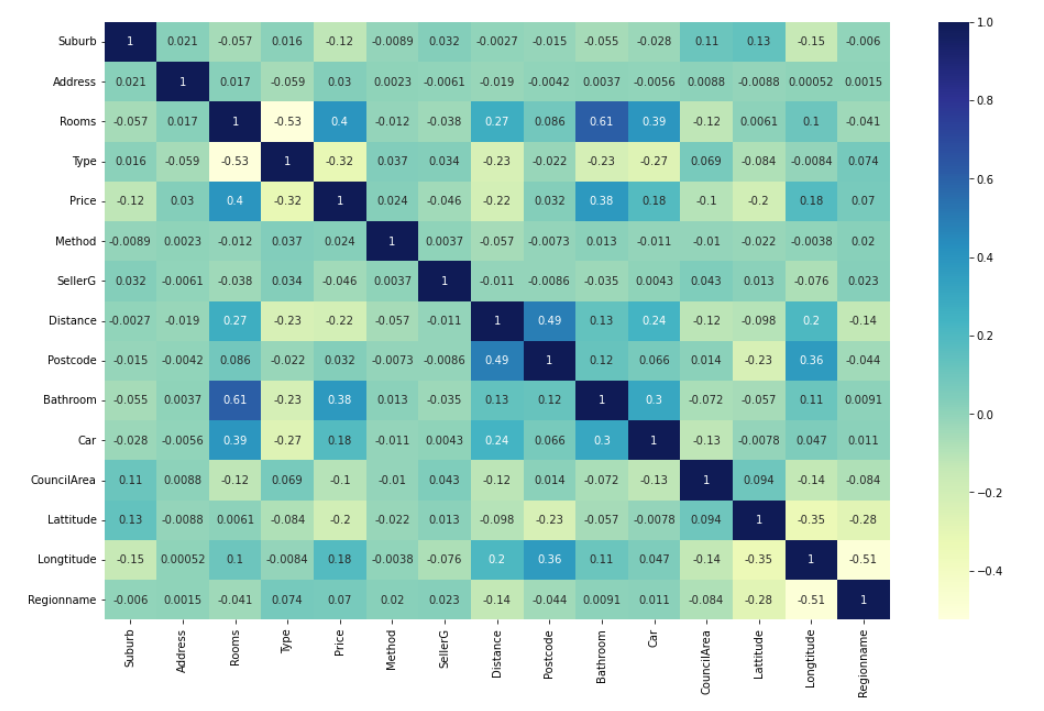 Suburb 1 0.021 -0.057 0.016 -0.12 -0.0089 0.032 -0.0027 -0.015 -0.055 -0.028 0.11 0.13 -0.15 -0.006
Address 0.021 1 0.017 -0.059 0.03 0.0023 -0.0061 -0.019 -0.0042 0.0037 -0.0056 0.0088 -0.0088 0.00052 0.0015
Rooms -0.057 0.017 1 -0.53 0.4 -0.012 -0.038 0.27 0.086 0.61 0.39 -0.12 0.0061 0.1 -0.041
Type 0.016 -0.059 -0.53 1 -0.32 0.037 0.034 -0.23 -0.022 -0.23 -0.27 0.069 -0.084 -0.0084 0.074
Price -0.12 0.03 0.4 -0.32 1 0.024 -0.046 -0.22 0.032 0.38 0.18 -0.1 -0.2 0.18 0.07
Method -0.0089 0.0023 -0.012 0.037 0.024 1 0.0037 -0.057 -0.0073 0.013 -0.011 -0.01 -0.022 -0.0038 0.02
SellerG 0.032 -0.0061 -0.038 0.034 -0.046 0.0037 1 -0.011 -0.0086 -0.035 0.0043 0.043 0.013 -0.076 0.023
Distance -0.0027 -0.019 0.27 -0.23 -0.22 -0.057 -0.011 1 0.49 0.13 0.24 -0.12 -0.098 0.2 -0.14
Postcode -0.015 -0.0042 0.086 -0.022 0.032 -0.0073 -0.0086 0.49 1 0.12 0.066 0.014 -0.23 0.36 -0.044
Bathroom -0.055 0.0037 0.61 -0.23 0.38 0.013 -0.035 0.13 0.12 1 0.3 -0.072 -0.057 0.11 0.0091
Car -0.028 -0.0056 0.39 -0.27 0.18 -0.011 0.0043 0.24 0.066 0.3 1 -0.13 -0.0078 0.047 0.011
CouncilArea 0.11 0.0088 -0.12 0.069 -0.1 -0.01 0.043 -0.12 0.014 -0.072 -0.13 1 0.094 -0.14 -0.084
Lattitude 0.13 -0.0088 0.0061 -0.084 -0.2 -0.022 0.013 -0.098 -0.23 -0.057 -0.0078 0.094 1 -0.35 -0.28
Longtitude -0.15 0.00052 0.1 -0.0084 0.18 -0.0038 -0.076 0.2 0.36 0.11 0.047 -0.14 -0.35 1 -0.51
Regionname -0.006 0.0015 -0.041 0.074 0.07 0.02 0.023 -0.14 -0.044 0.0091 0.011 -0.084 -0.28 -0.51 1
Suburb Address Rooms Type Price Method SellerG Distance Postcode Bathroom Car CouncilArea Lattitude Longtitude Regionname
1.0
0.8
0.6
0.4
0.2
0.0
−0.2
−0.4